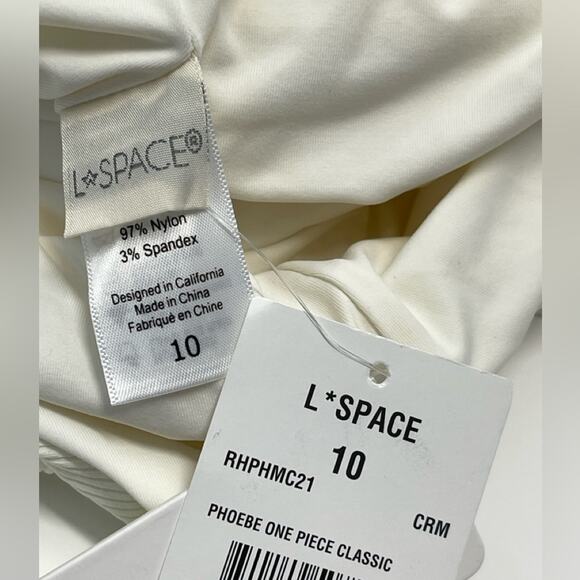 L*SPACE®
97% Nylon
3% Spandex
Designed in California
Made in China
Fabriqué en Chine
10
L*SPACE
10
RHPHMC21
CRM
PHOEBE ONE PIECE CLASSIC